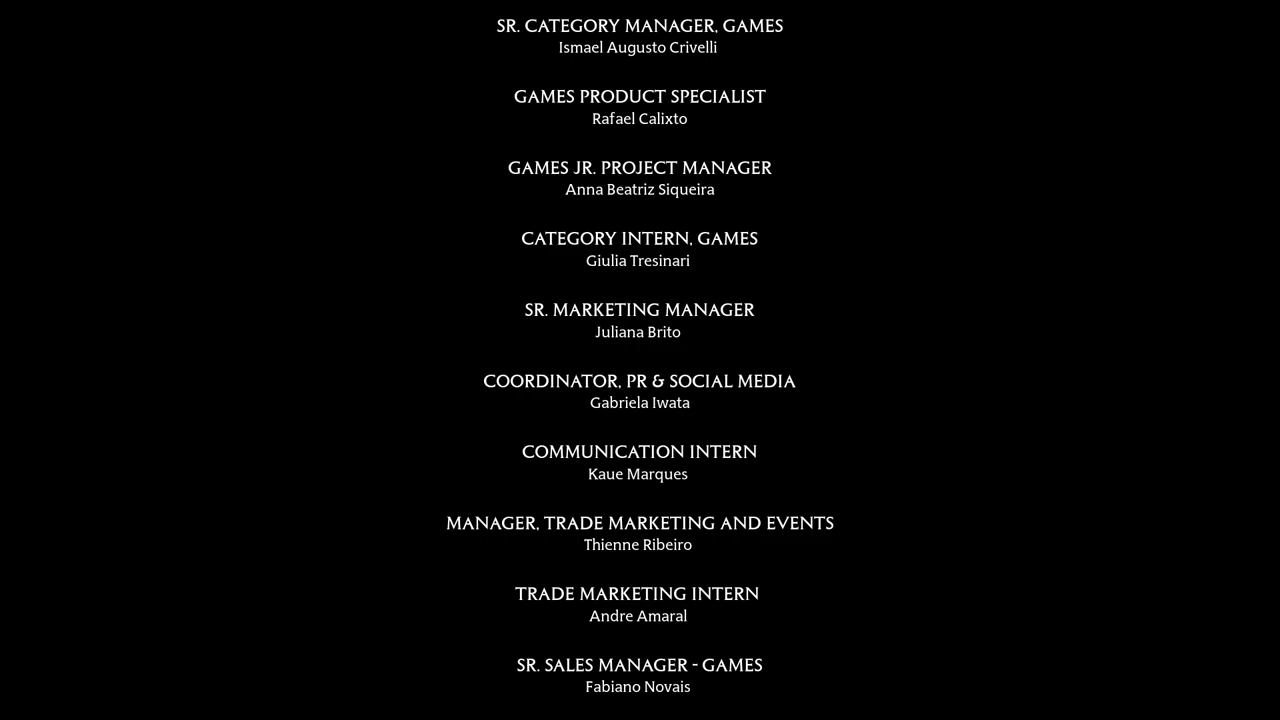 SR. CATEGORY MANAGER, GAMES
Ismael Augusto Crivelli
GAMES PRODUCT SPECIALIST
Rafael Calixto
GAMES JR. PROJECT MANAGER
Anna Beatriz Siqueira
CATEGORY INTERN, GAMES
Giulia Tresinari
SR. MARKETING MANAGER
Juliana Brito
COORDINATOR, PR & SOCIAL MEDIA
Gabriela Iwata
COMMUNICATION INTERN
Kaue Marques
MANAGER, TRADE MARKETING AND EVENTS
Thienne Ribeiro
TRADE MARKETING INTERN
Andre Amaral
SR. SALES MANAGER - GAMES
Fabiano Novais